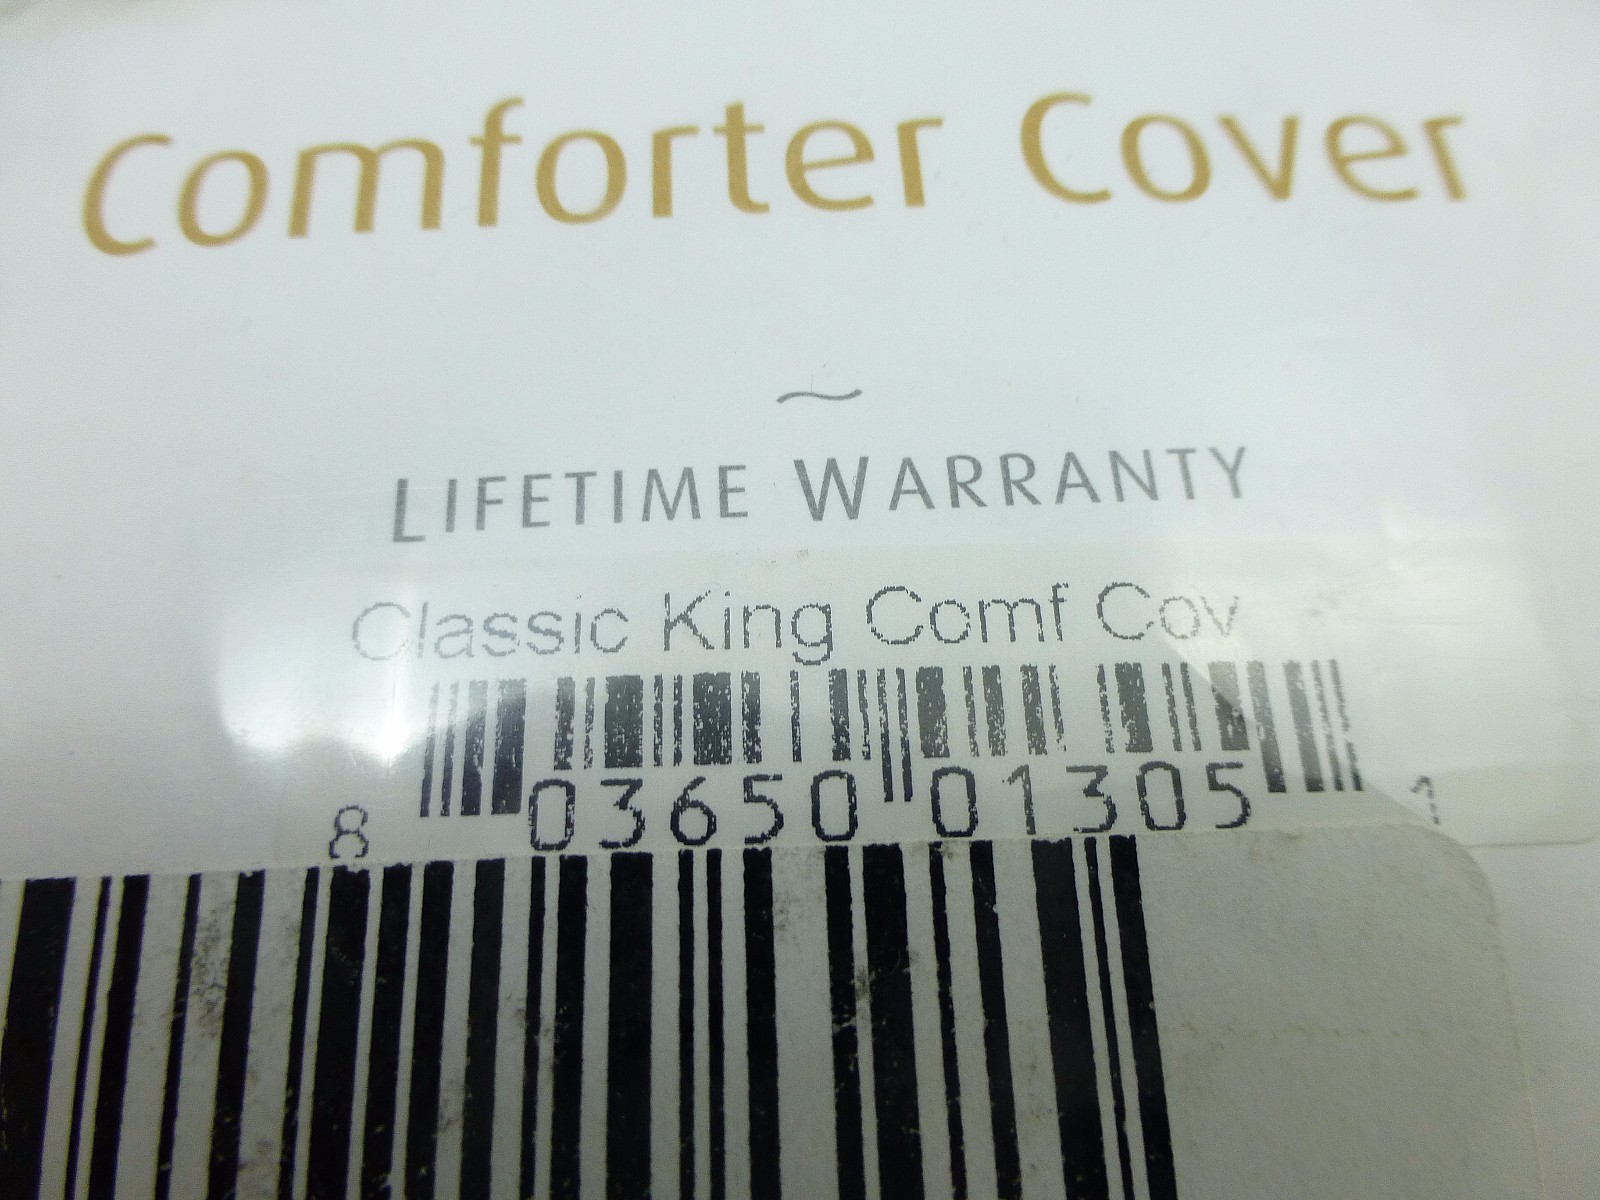 Comforter Cover
~
LIFETIME WARRANTY
Classic King Comf Cov
8 03650 01305 1